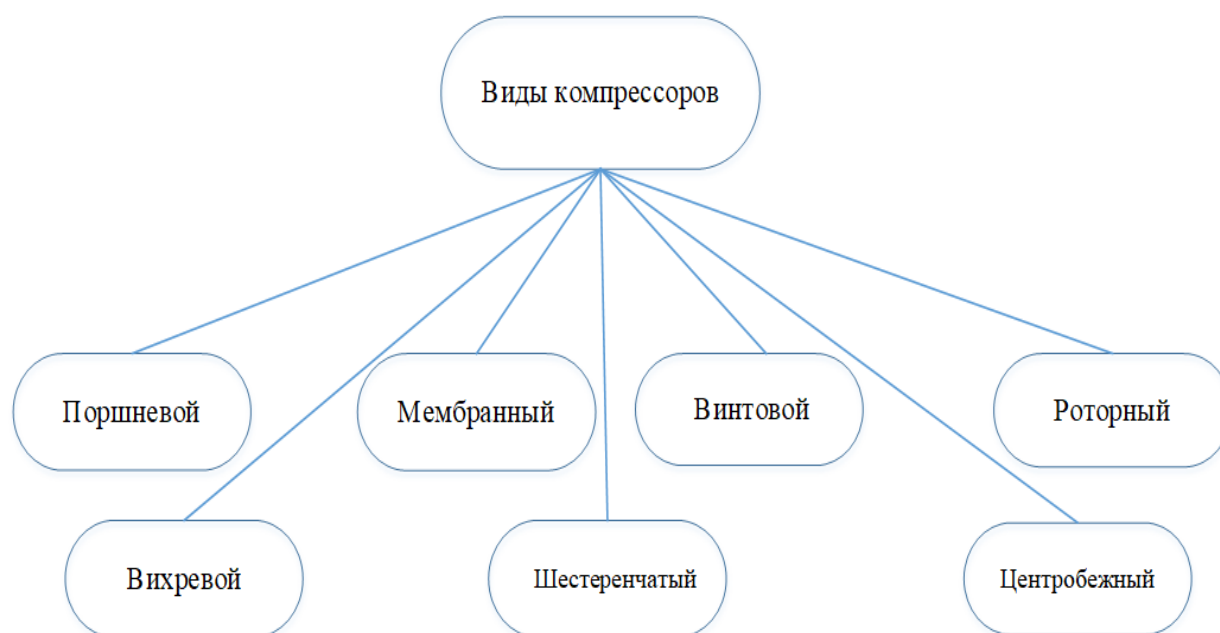 Виды компрессоров
Поршневой
Мембранный
Винтовой
Роторный
Вихревой
Шестеренчатый
Центробежный